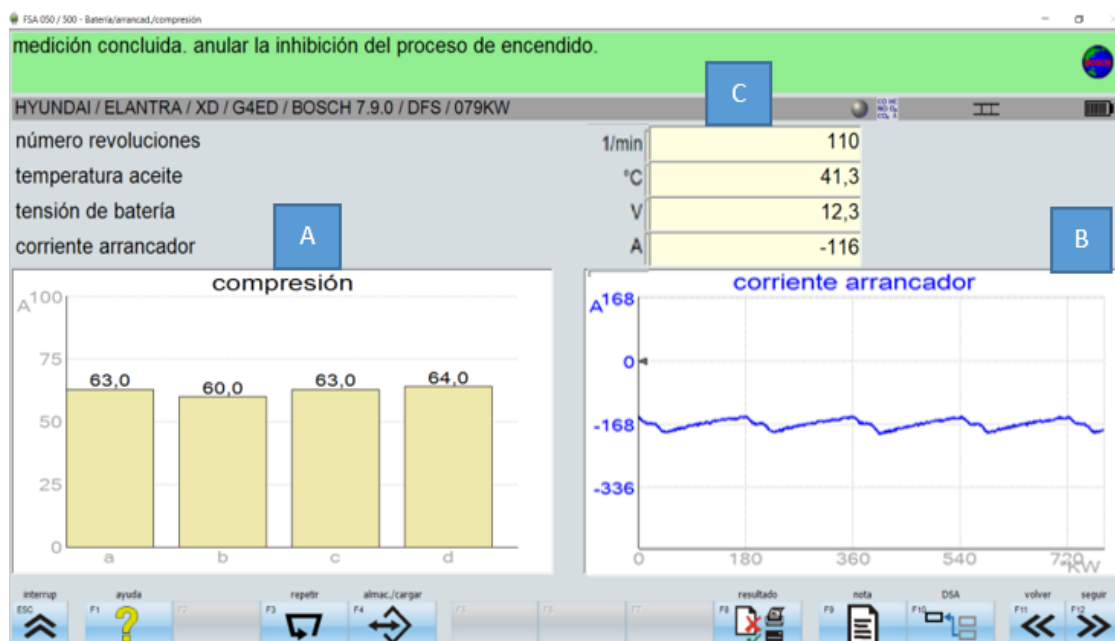 FSA 050 / 500 - Batería/arrancad./compresión
medición concluida. anular la inhibición del proceso de encendido.
BOSCH
C
HYUNDAI / ELANTRA / XD / G4ED / BOSCH 7.9.0 / DFS / 079KW
número revoluciones 1/min 110
temperatura aceite °C 41,3
tensión de batería V 12,3
corriente arrancador A -116
A
B
compresión
A
100
75
50
25
0
63,0 60,0 63,0 64,0
a b c d
corriente arrancador
A
168
0
-168
-336
0 180 360 540 720
°KW
interrup ayuda repetir almac./cargar resultado nota DSA volver seguir
ESC F1 F2 F3 F4 F5 F6 F7 F8 F9 F10 F11 F12